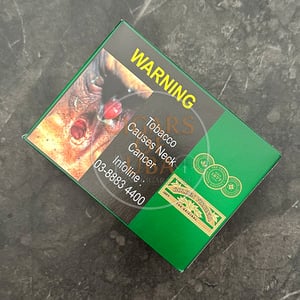 WARNING
Tobacco
Causes Neck
Cancer
Infoline :
03-8883 4400